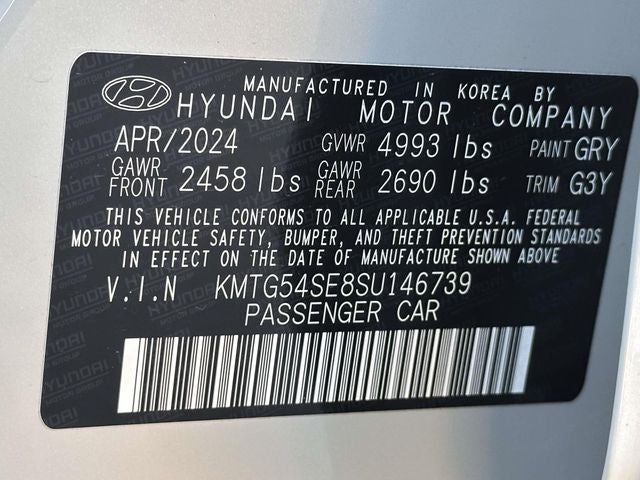 MANUFACTURED IN KOREA BY
HYUNDAI MOTOR COMPANY
APR/2024 GVWR 4993 lbs PAINT GRY
GAWR FRONT 2458 lbs GAWR REAR 2690 lbs TRIM G3Y
THIS VEHICLE CONFORMS TO ALL APPLICABLE U.S.A. FEDERAL
MOTOR VEHICLE SAFETY, BUMPER, AND THEFT PREVENTION STANDARDS
IN EFFECT ON THE DATE OF MANUFACTURE SHOWN ABOVE
V.I.N KMTG54SE8SU146739
PASSENGER CAR